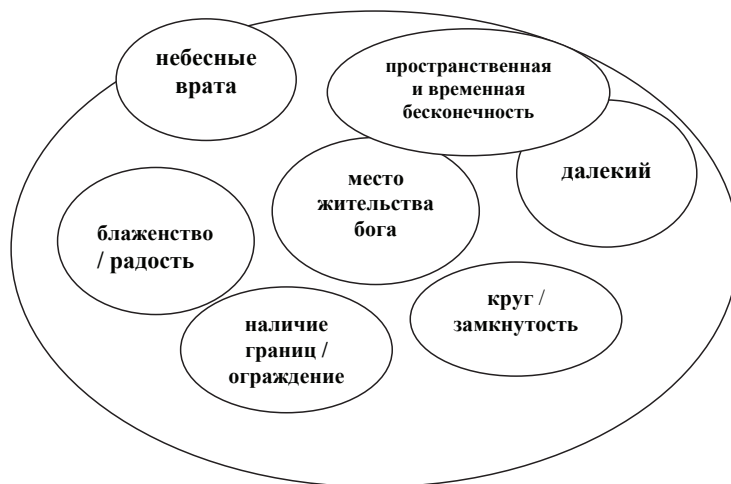 небесные
врата
пространственная
и временная
бесконечность
далекий
место
жительства
бога
блаженство
/ радость
круг /
замкнутость
наличие
границ /
ограждение